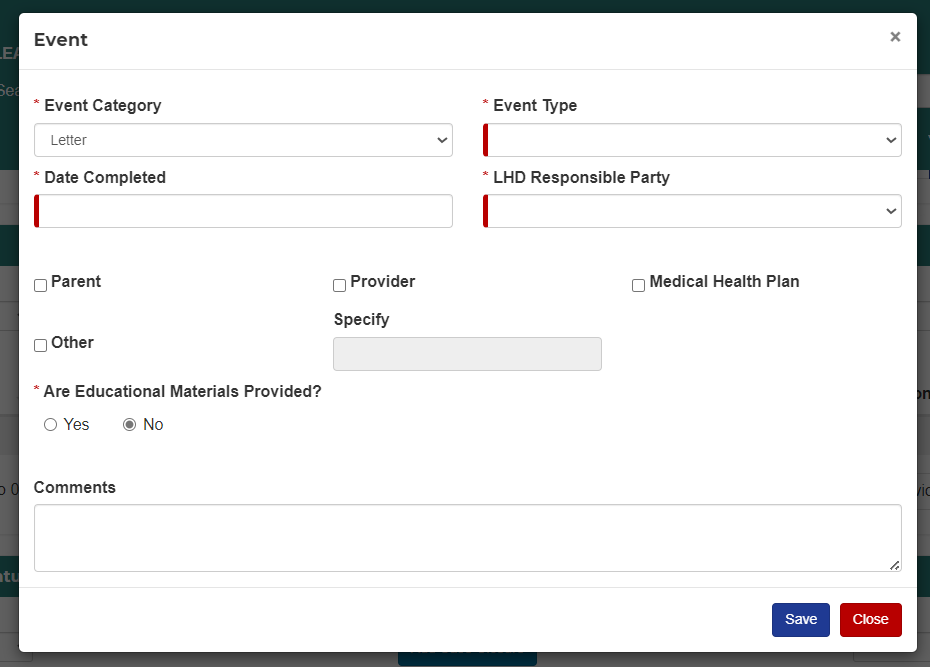 Event ×
* Event Category * Event Type
Letter
* Date Completed * LHD Responsible Party
Parent Provider Medical Health Plan
Specify
Other
* Are Educational Materials Provided?
Yes No
Comments
Save Close